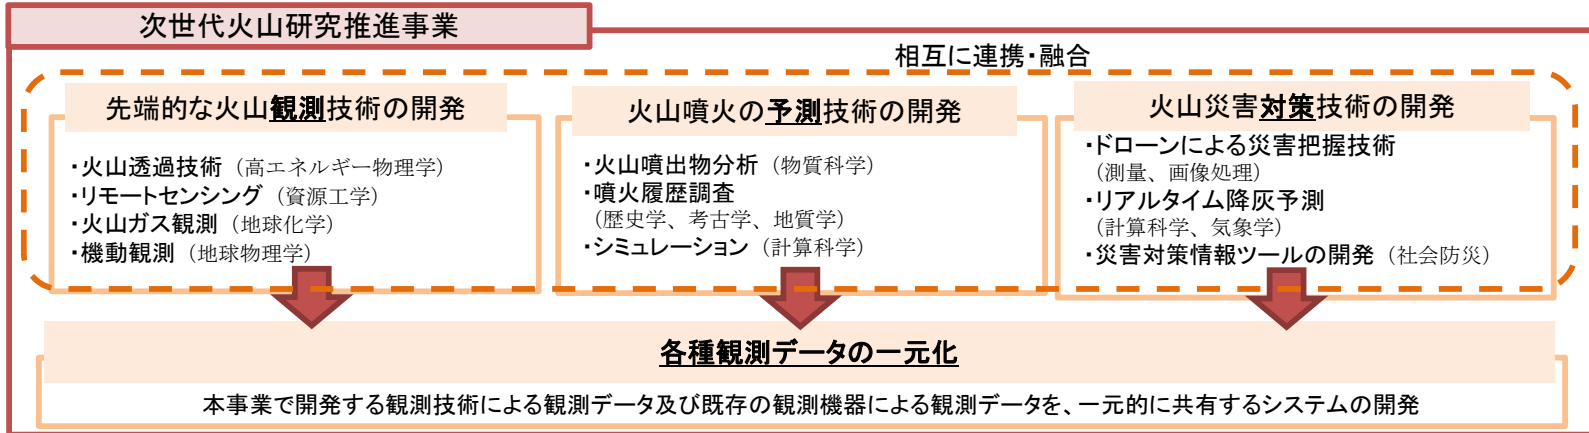 次世代火山研究推進事業
相互に連携・融合
先端的な火山観測技術の開発
・火山透過技術（高エネルギー物理学）
・リモートセンシング（資源工学）
・火山ガス観測（地球化学）
・機動観測（地球物理学）
火山噴火の予測技術の開発
・火山噴出物分析（物質科学）
・噴火履歴調査
（歴史学、考古学、地質学）
・シミュレーション（計算科学）
火山災害対策技術の開発
・ドローンによる災害把握技術
（測量、画像処理）
・リアルタイム降灰予測
（計算科学、気象学）
・災害対策情報ツールの開発（社会防災）
各種観測データの一元化
本事業で開発する観測技術による観測データ及び既存の観測機器による観測データを、一元的に共有するシステムの開発